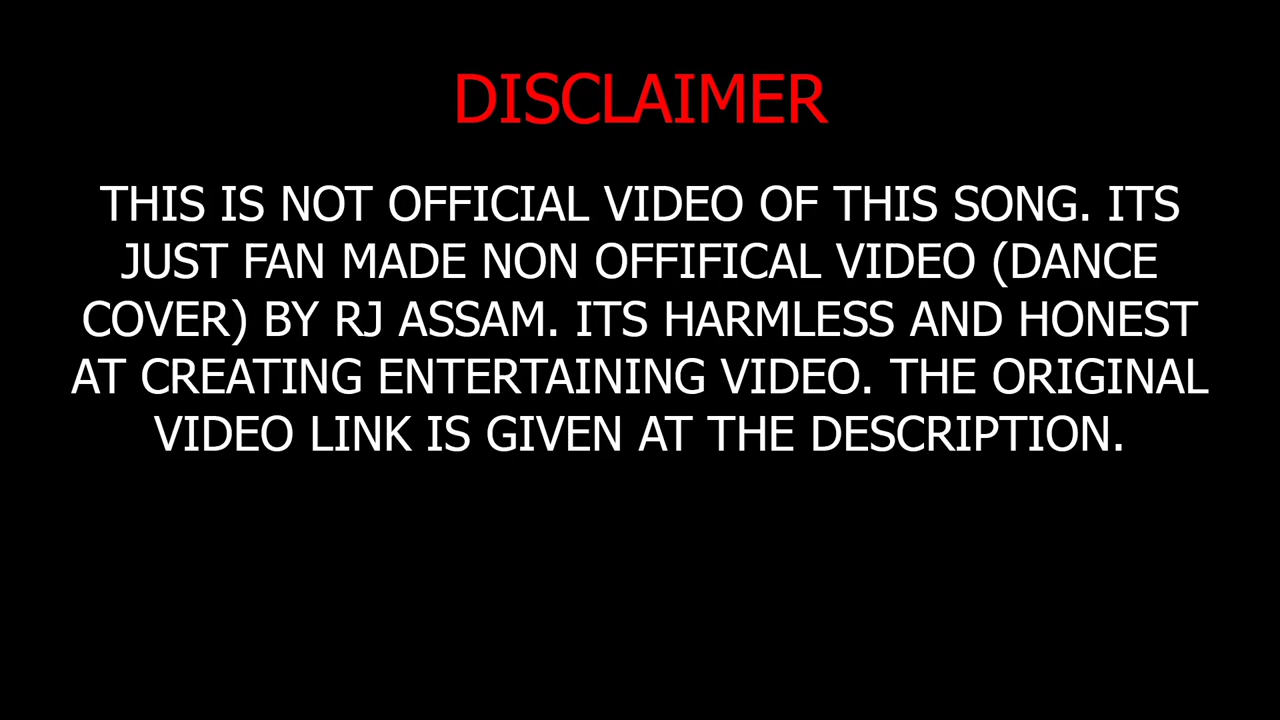 DISCLAIMER
THIS IS NOT OFFICIAL VIDEO OF THIS SONG. ITS
JUST FAN MADE NON OFFIFICAL VIDEO (DANCE
COVER) BY RJ ASSAM. ITS HARMLESS AND HONEST
AT CREATING ENTERTAINING VIDEO. THE ORIGINAL
VIDEO LINK IS GIVEN AT THE DESCRIPTION.